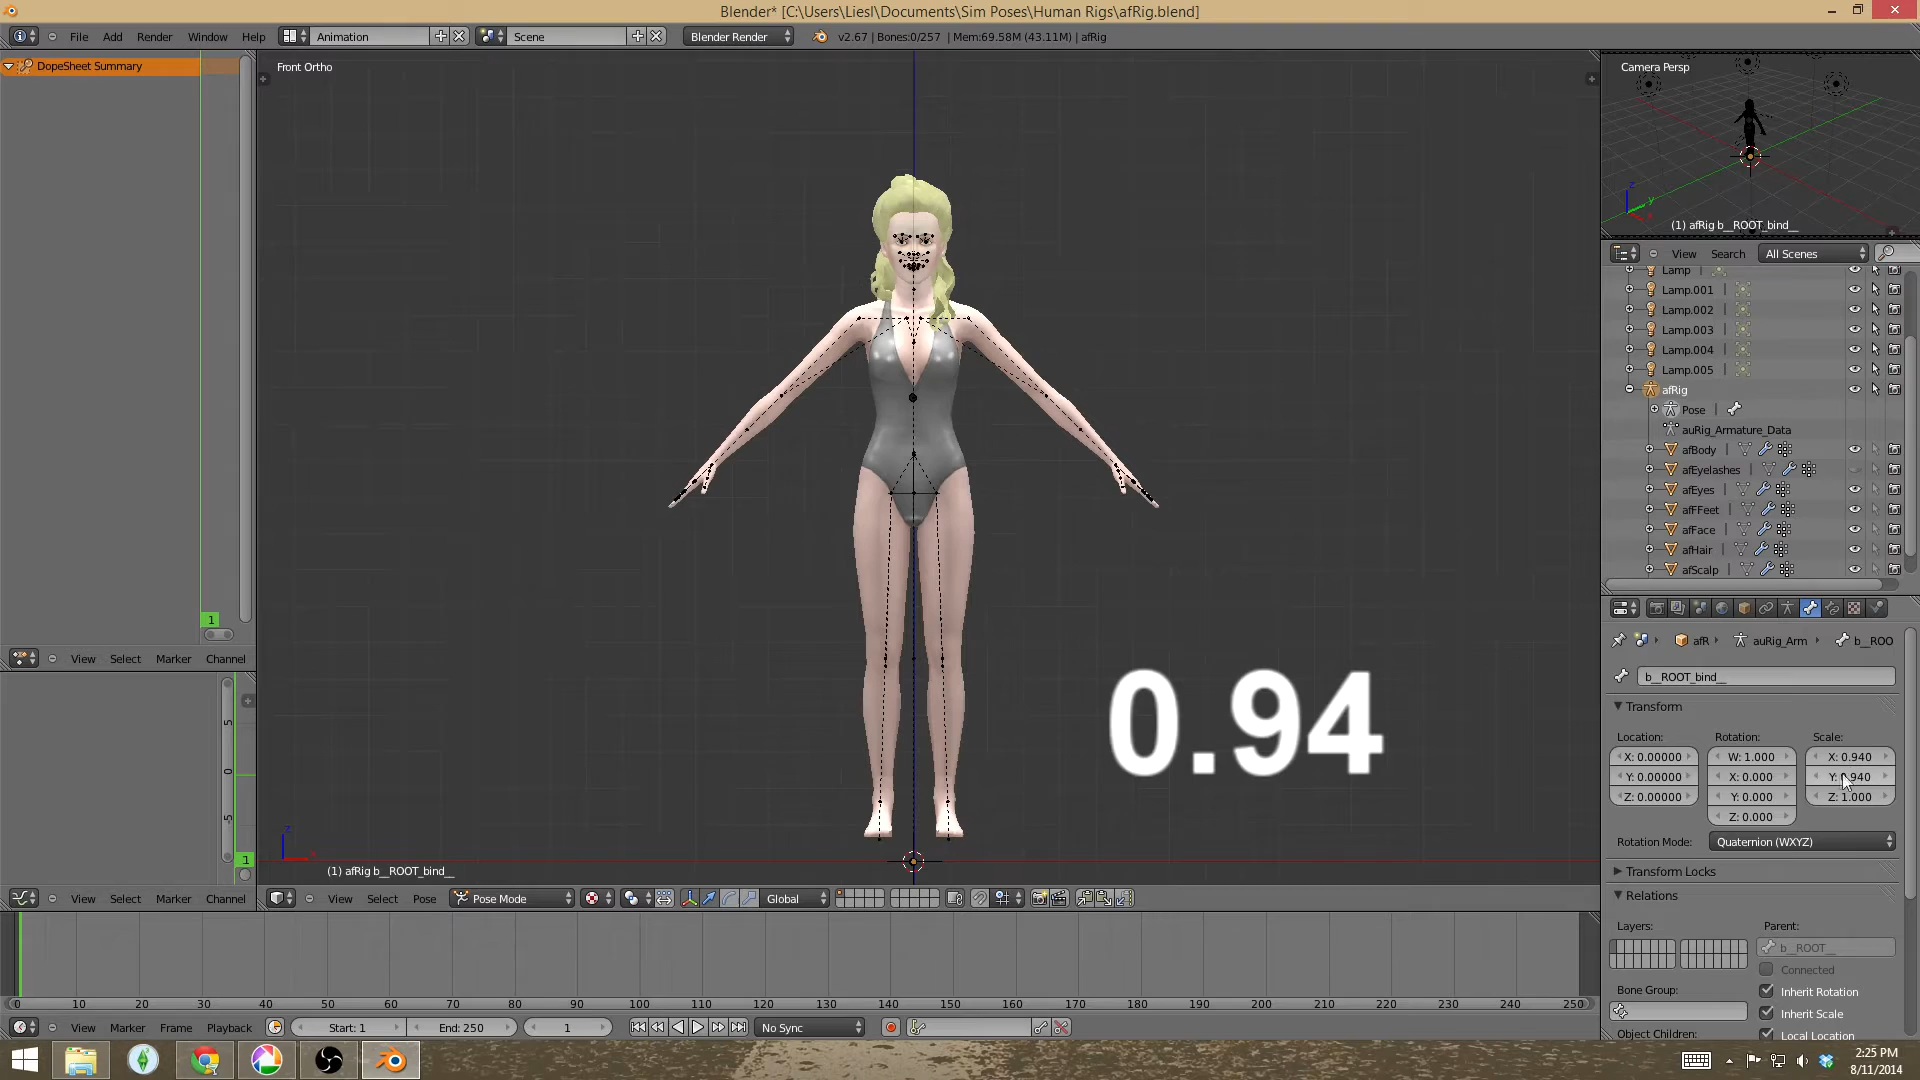 Blender* [C:\Users\Liesl\Documents\Sim Poses\Human Rigs\afRig.blend]
File Add Render Window Help Animation Scene Blender Render v2.67 | Bones:0/257 | Mem:69.58M (43.11M) | afRig
DopeSheet Summary
Front Ortho
Camera Persp
(1) afRig b__ROOT_bind__
View Search All Scenes
Lamp
Lamp.001
Lamp.002
Lamp.003
Lamp.004
Lamp.005
afRig
Pose
auRig_Armature_Data
afBody
afEyelashes
afEyes
afFFeet
afFace
afHair
afScalp
1
View Select Marker Channel
afR auRig_Arm b__ROO
b__ROOT_bind__
Transform
Location: Rotation: Scale:
X: 0.00000 W: 1.000 X: 0.940
Y: 0.00000 X: 0.000 Y: 0.940
Z: 0.00000 Y: 0.000 Z: 1.000
Z: 0.000
Rotation Mode: Quaternion (WXYZ)
Transform Locks
Relations
Layers: Parent:
b__ROOT__
Connected
Bone Group: Inherit Rotation
Inherit Scale
Object Children: Local Location
0.94
5
0
-5
1
(1) afRig b__ROOT_bind__
View Select Marker Channel
View Select Pose Pose Mode Global
0 10 20 30 40 50 60 70 80 90 100 110 120 130 140 150 160 170 180 190 200 210 220 230 240 250
View Marker Frame Playback Start: 1 End: 250 1 No Sync
2:25 PM
8/11/2014